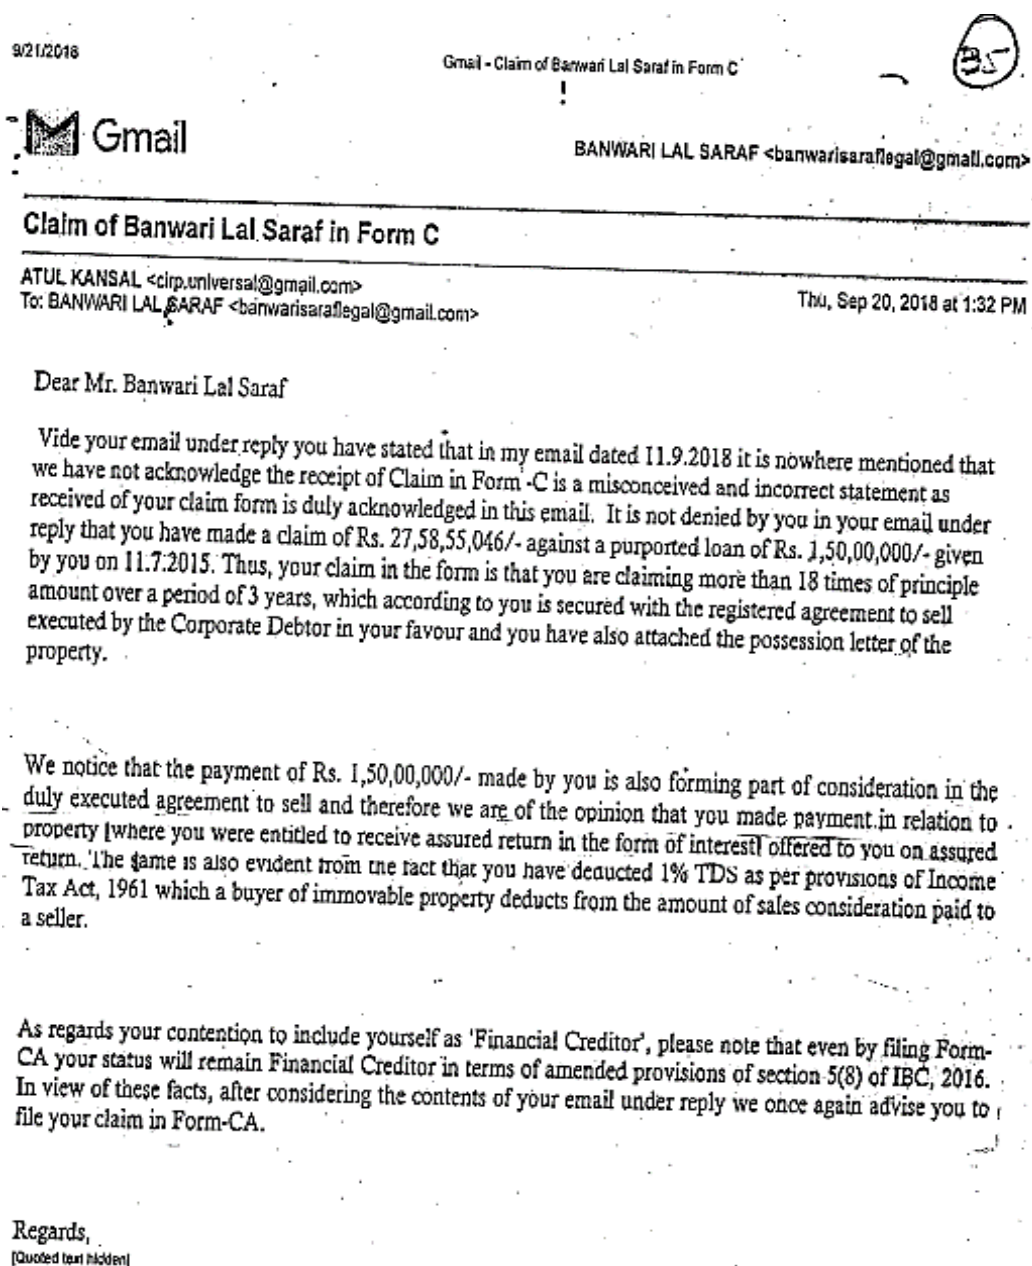 9/21/2018
Gmail - Claim of Banwari Lal Saraf in Form C
35
Gmail
BANWARI LAL SARAF <banwarisaraflegal@gmail.com>
Claim of Banwari Lal Saraf in Form C
ATUL KANSAL <cirp.universal@gmail.com>
To: BANWARI LAL SARAF <banwarisaraflegal@gmail.com>
Thu, Sep 20, 2018 at 1:32 PM
Dear Mr. Banwari Lal Saraf
Vide your email under reply you have stated that in my email dated 11.9.2018 it is nowhere mentioned that
we have not acknowledge the receipt of Claim in Form -C is a misconceived and incorrect statement as
received of your claim form is duly acknowledged in this email. It is not denied by you in your email under
reply that you have made a claim of Rs. 27,58,55,046/- against a purported loan of Rs. 1,50,00,000/- given
by you on 11.7.2015. Thus, your claim in the form is that you are claiming more than 18 times of principle
amount over a period of 3 years, which according to you is secured with the registered agreement to sell
executed by the Corporate Debtor in your favour and you have also attached the possession letter of the
property.
We notice that the payment of Rs. 1,50,00,000/- made by you is also forming part of consideration in the
duly executed agreement to sell and therefore we are of the opinion that you made payment in relation to
property [where you were entitled to receive assured return in the form of interest] offered to you on assured
return. The same is also evident from the fact that you have deducted 1% TDS as per provisions of Income
Tax Act, 1961 which a buyer of immovable property deducts from the amount of sales consideration paid to
a seller.
As regards your contention to include yourself as 'Financial Creditor', please note that even by filing Form-
CA your status will remain Financial Creditor in terms of amended provisions of section 5(8) of IBC, 2016.
In view of these facts, after considering the contents of your email under reply we once again advise you to
file your claim in Form-CA.
Regards,
[Quoted text hidden]